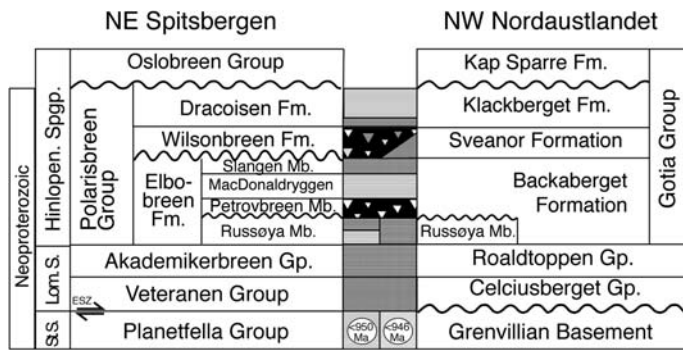 NE Spitsbergen
NW Nordaustlandet
Neoproterozoic
Hinlopen. Spgp.
Lom. S.
St.S.
ESZ
Oslobreen Group
Polarisbreen
Group
Dracoisen Fm.
Wilsonbreen Fm.
Elbo-
breen
Fm.
Slangen Mb.
MacDonaldryggen
Petrovbreen Mb.
Russøya Mb.
Akademikerbreen Gp.
Veteranen Group
Planetfella Group
<950
Ma
<946
Ma
Kap Sparre Fm.
Klackberget Fm.
Sveanor Formation
Backaberget
Formation
Russøya Mb.
Gotia Group
Roaldtoppen Gp.
Celciusberget Gp.
Grenvillian Basement